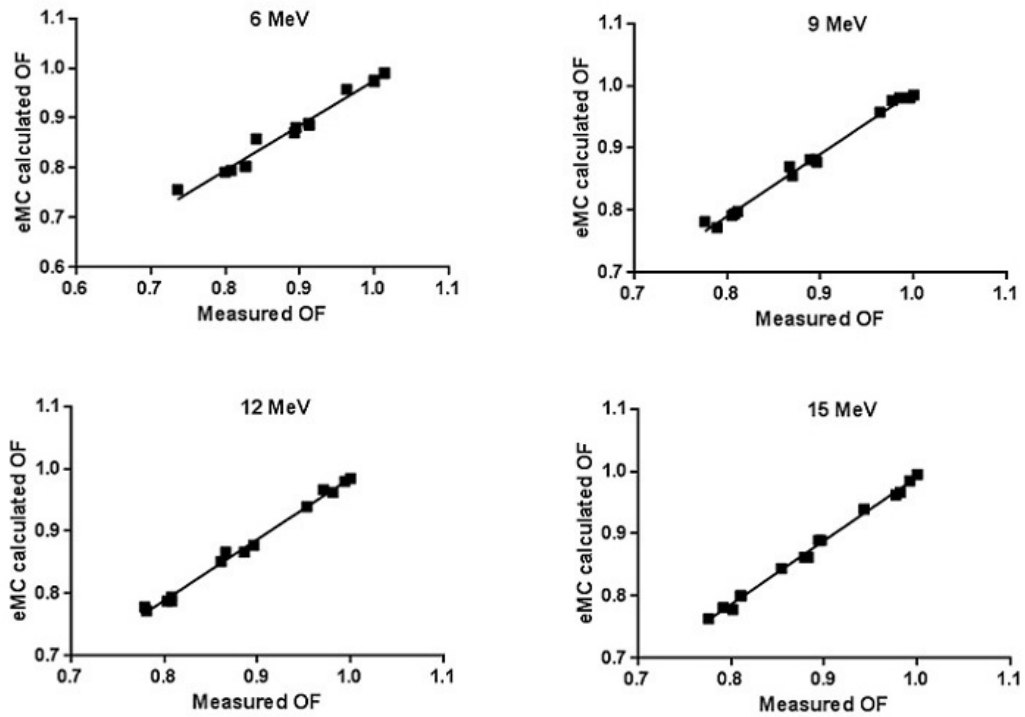 6 MeV
eMC calculated OF
1.1
1.0
0.9
0.8
0.7
0.6
0.6 0.7 0.8 0.9 1.0 1.1
Measured OF
9 MeV
eMC calculated OF
1.1
1.0
0.9
0.8
0.7
0.7 0.8 0.9 1.0 1.1
Measured OF
12 MeV
eMC calculated OF
1.1
1.0
0.9
0.8
0.7
0.7 0.8 0.9 1.0 1.1
Measured OF
15 MeV
eMC calculated OF
1.1
1.0
0.9
0.8
0.7
0.7 0.8 0.9 1.0 1.1
Measured OF